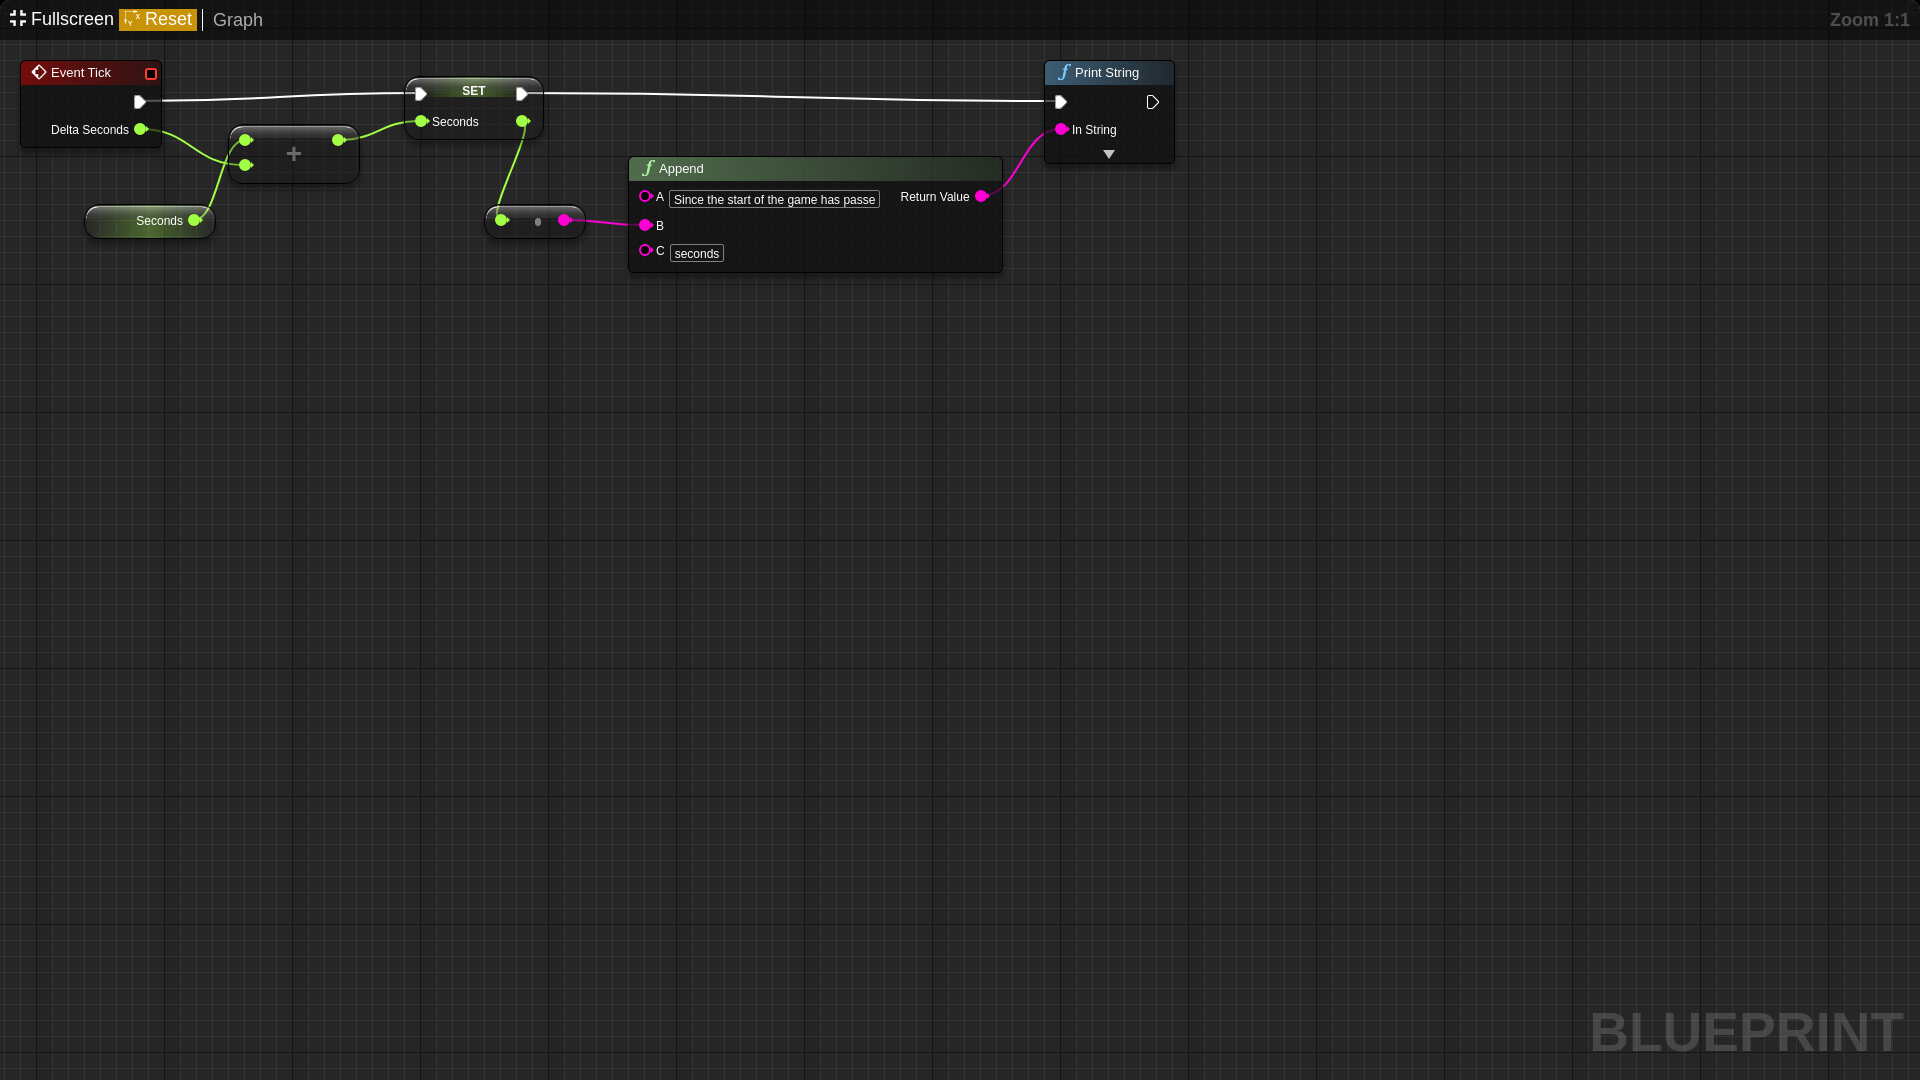 Fullscreen Reset Graph Zoom 1:1
Event Tick
Delta Seconds
Seconds
+
SET
Seconds
Append
A Since the start of the game has passe Return Value
B
C seconds
Print String
In String
BLUEPRINT